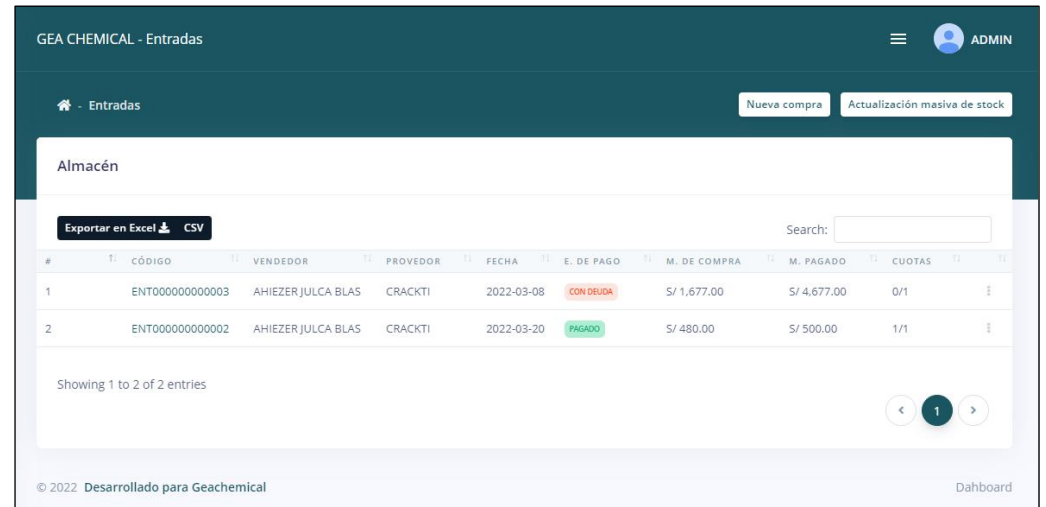 GEA CHEMICAL - Entradas
ADMIN
- Entradas
Nueva compra
Actualización masiva de stock
Almacén
Exportar en Excel CSV
Search:
# CÓDIGO VENDEDOR PROVEDOR FECHA E. DE PAGO M. DE COMPRA M. PAGADO CUOTAS
1 ENT000000000003 AHIEZER JULCA BLAS CRACKTI 2022-03-08 CON DEUDA S/ 1,677.00 S/ 4,677.00 0/1
2 ENT000000000002 AHIEZER JULCA BLAS CRACKTI 2022-03-20 PAGADO S/ 480.00 S/ 500.00 1/1
Showing 1 to 2 of 2 entries
1
© 2022 Desarrollado para Geachemical
Dahboard